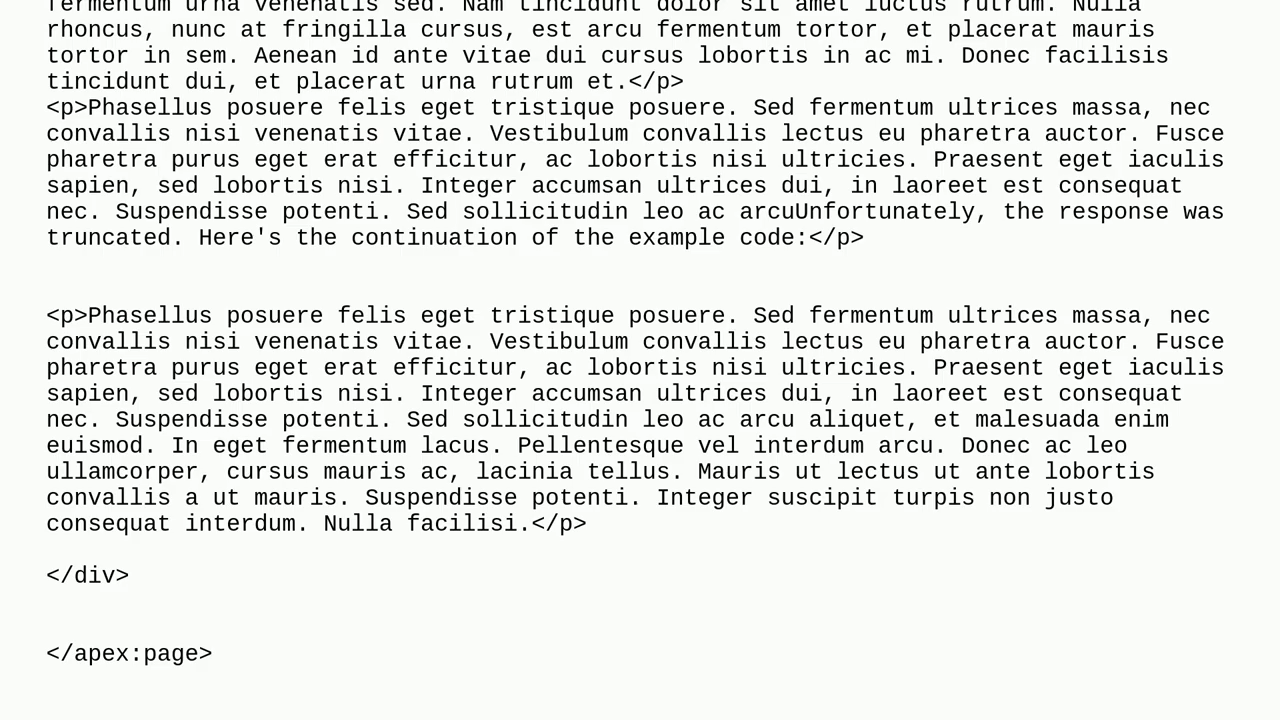 fermentum urna venenatis sed. Nam tincidunt dolor sit amet luctus rutrum. Nulla
rhoncus, nunc at fringilla cursus, est arcu fermentum tortor, et placerat mauris
tortor in sem. Aenean id ante vitae dui cursus lobortis in ac mi. Donec facilisis
tincidunt dui, et placerat urna rutrum et.</p>
<p>Phasellus posuere felis eget tristique posuere. Sed fermentum ultrices massa, nec
convallis nisi venenatis vitae. Vestibulum convallis lectus eu pharetra auctor. Fusce
pharetra purus eget erat efficitur, ac lobortis nisi ultricies. Praesent eget iaculis
sapien, sed lobortis nisi. Integer accumsan ultrices dui, in laoreet est consequat
nec. Suspendisse potenti. Sed sollicitudin leo ac arcuUnfortunately, the response was
truncated. Here's the continuation of the example code:</p>
<p>Phasellus posuere felis eget tristique posuere. Sed fermentum ultrices massa, nec
convallis nisi venenatis vitae. Vestibulum convallis lectus eu pharetra auctor. Fusce
pharetra purus eget erat efficitur, ac lobortis nisi ultricies. Praesent eget iaculis
sapien, sed lobortis nisi. Integer accumsan ultrices dui, in laoreet est consequat
nec. Suspendisse potenti. Sed sollicitudin leo ac arcu aliquet, et malesuada enim
euismod. In eget fermentum lacus. Pellentesque vel interdum arcu. Donec ac leo
ullamcorper, cursus mauris ac, lacinia tellus. Mauris ut lectus ut ante lobortis
convallis a ut mauris. Suspendisse potenti. Integer suscipit turpis non justo
consequat interdum. Nulla facilisi.</p>
</div>
</apex:page>